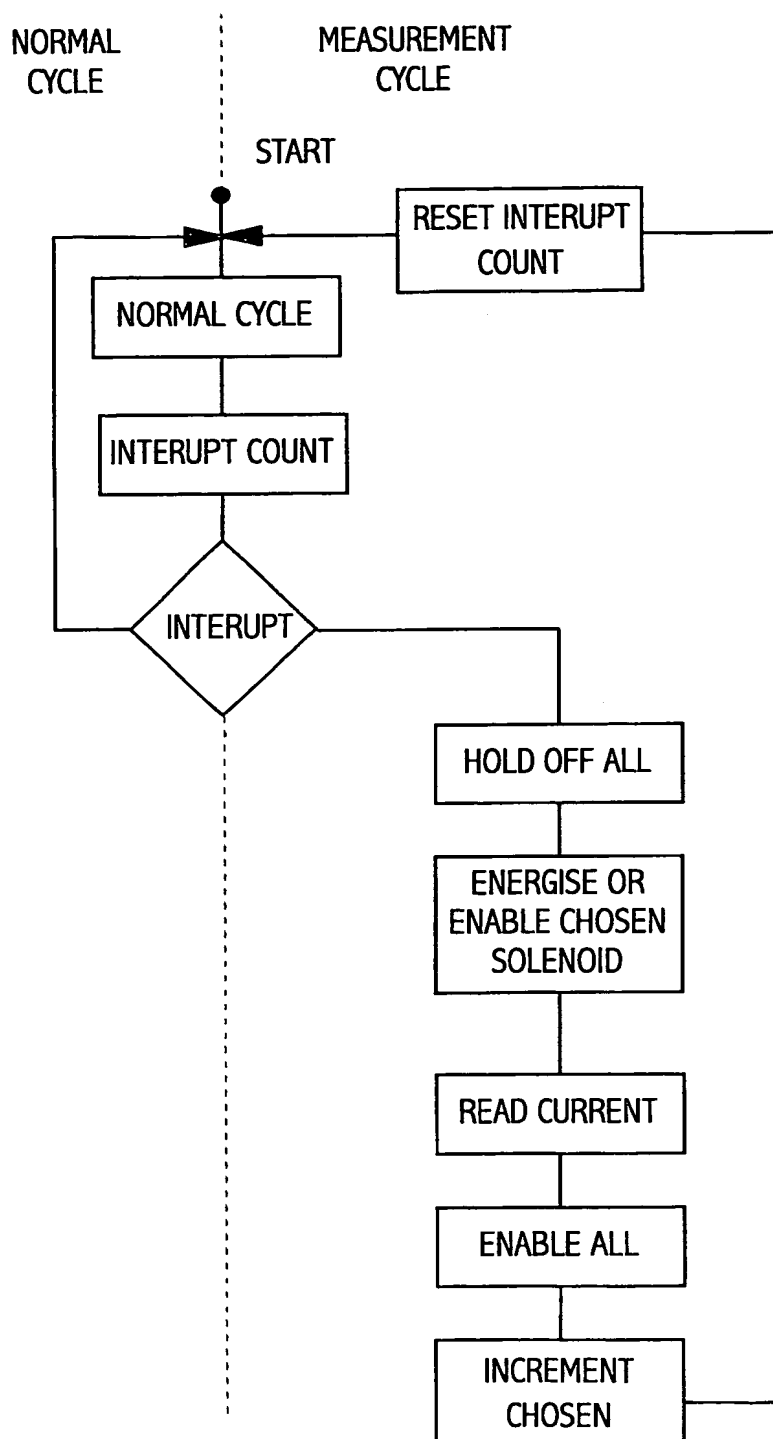 NORMAL
CYCLE
MEASUREMENT
CYCLE
START
RESET INTERUPT
COUNT
NORMAL CYCLE
INTERUPT COUNT
INTERUPT
HOLD OFF ALL
ENERGISE OR
ENABLE CHOSEN
SOLENOID
READ CURRENT
ENABLE ALL
INCREMENT
CHOSEN